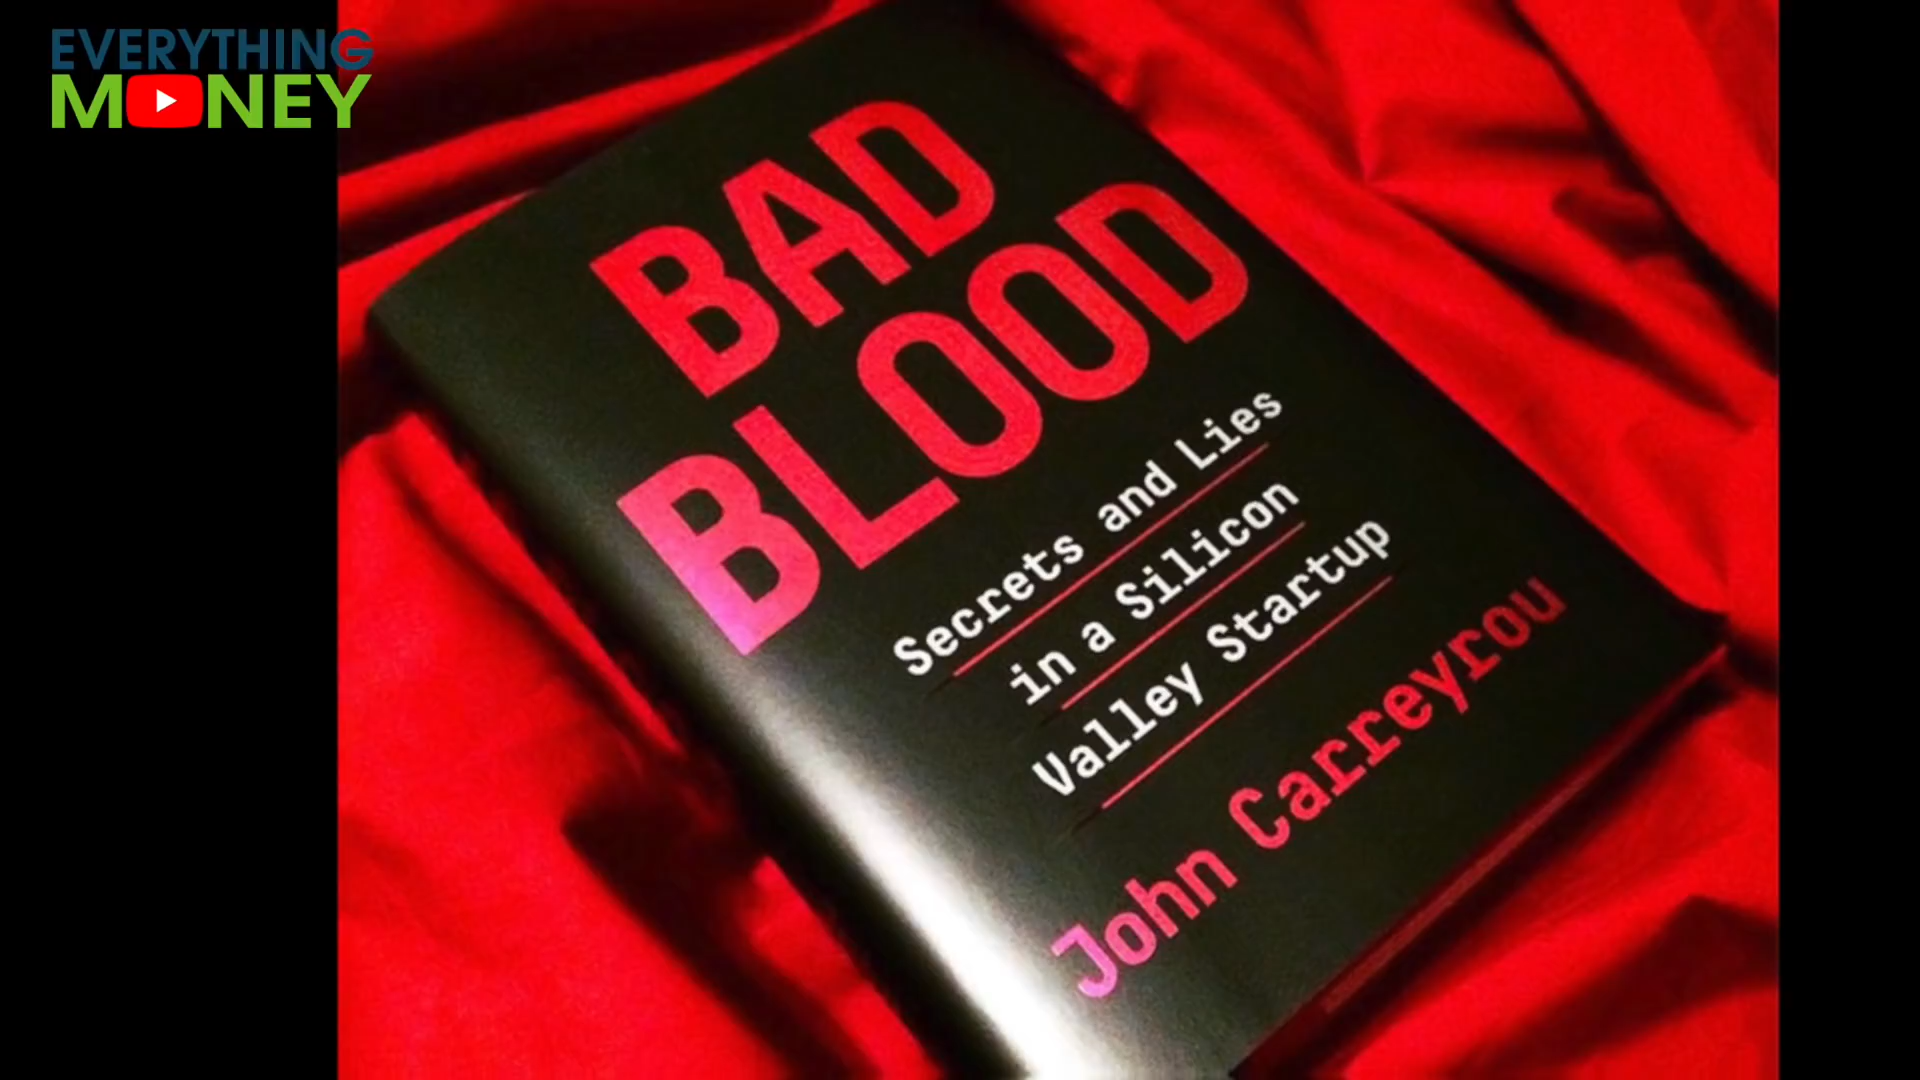 EVERYTHING
MONEY
BAD
BLOOD
Secrets and Lies
in a Silicon
Valley Startup
John Carreyrou